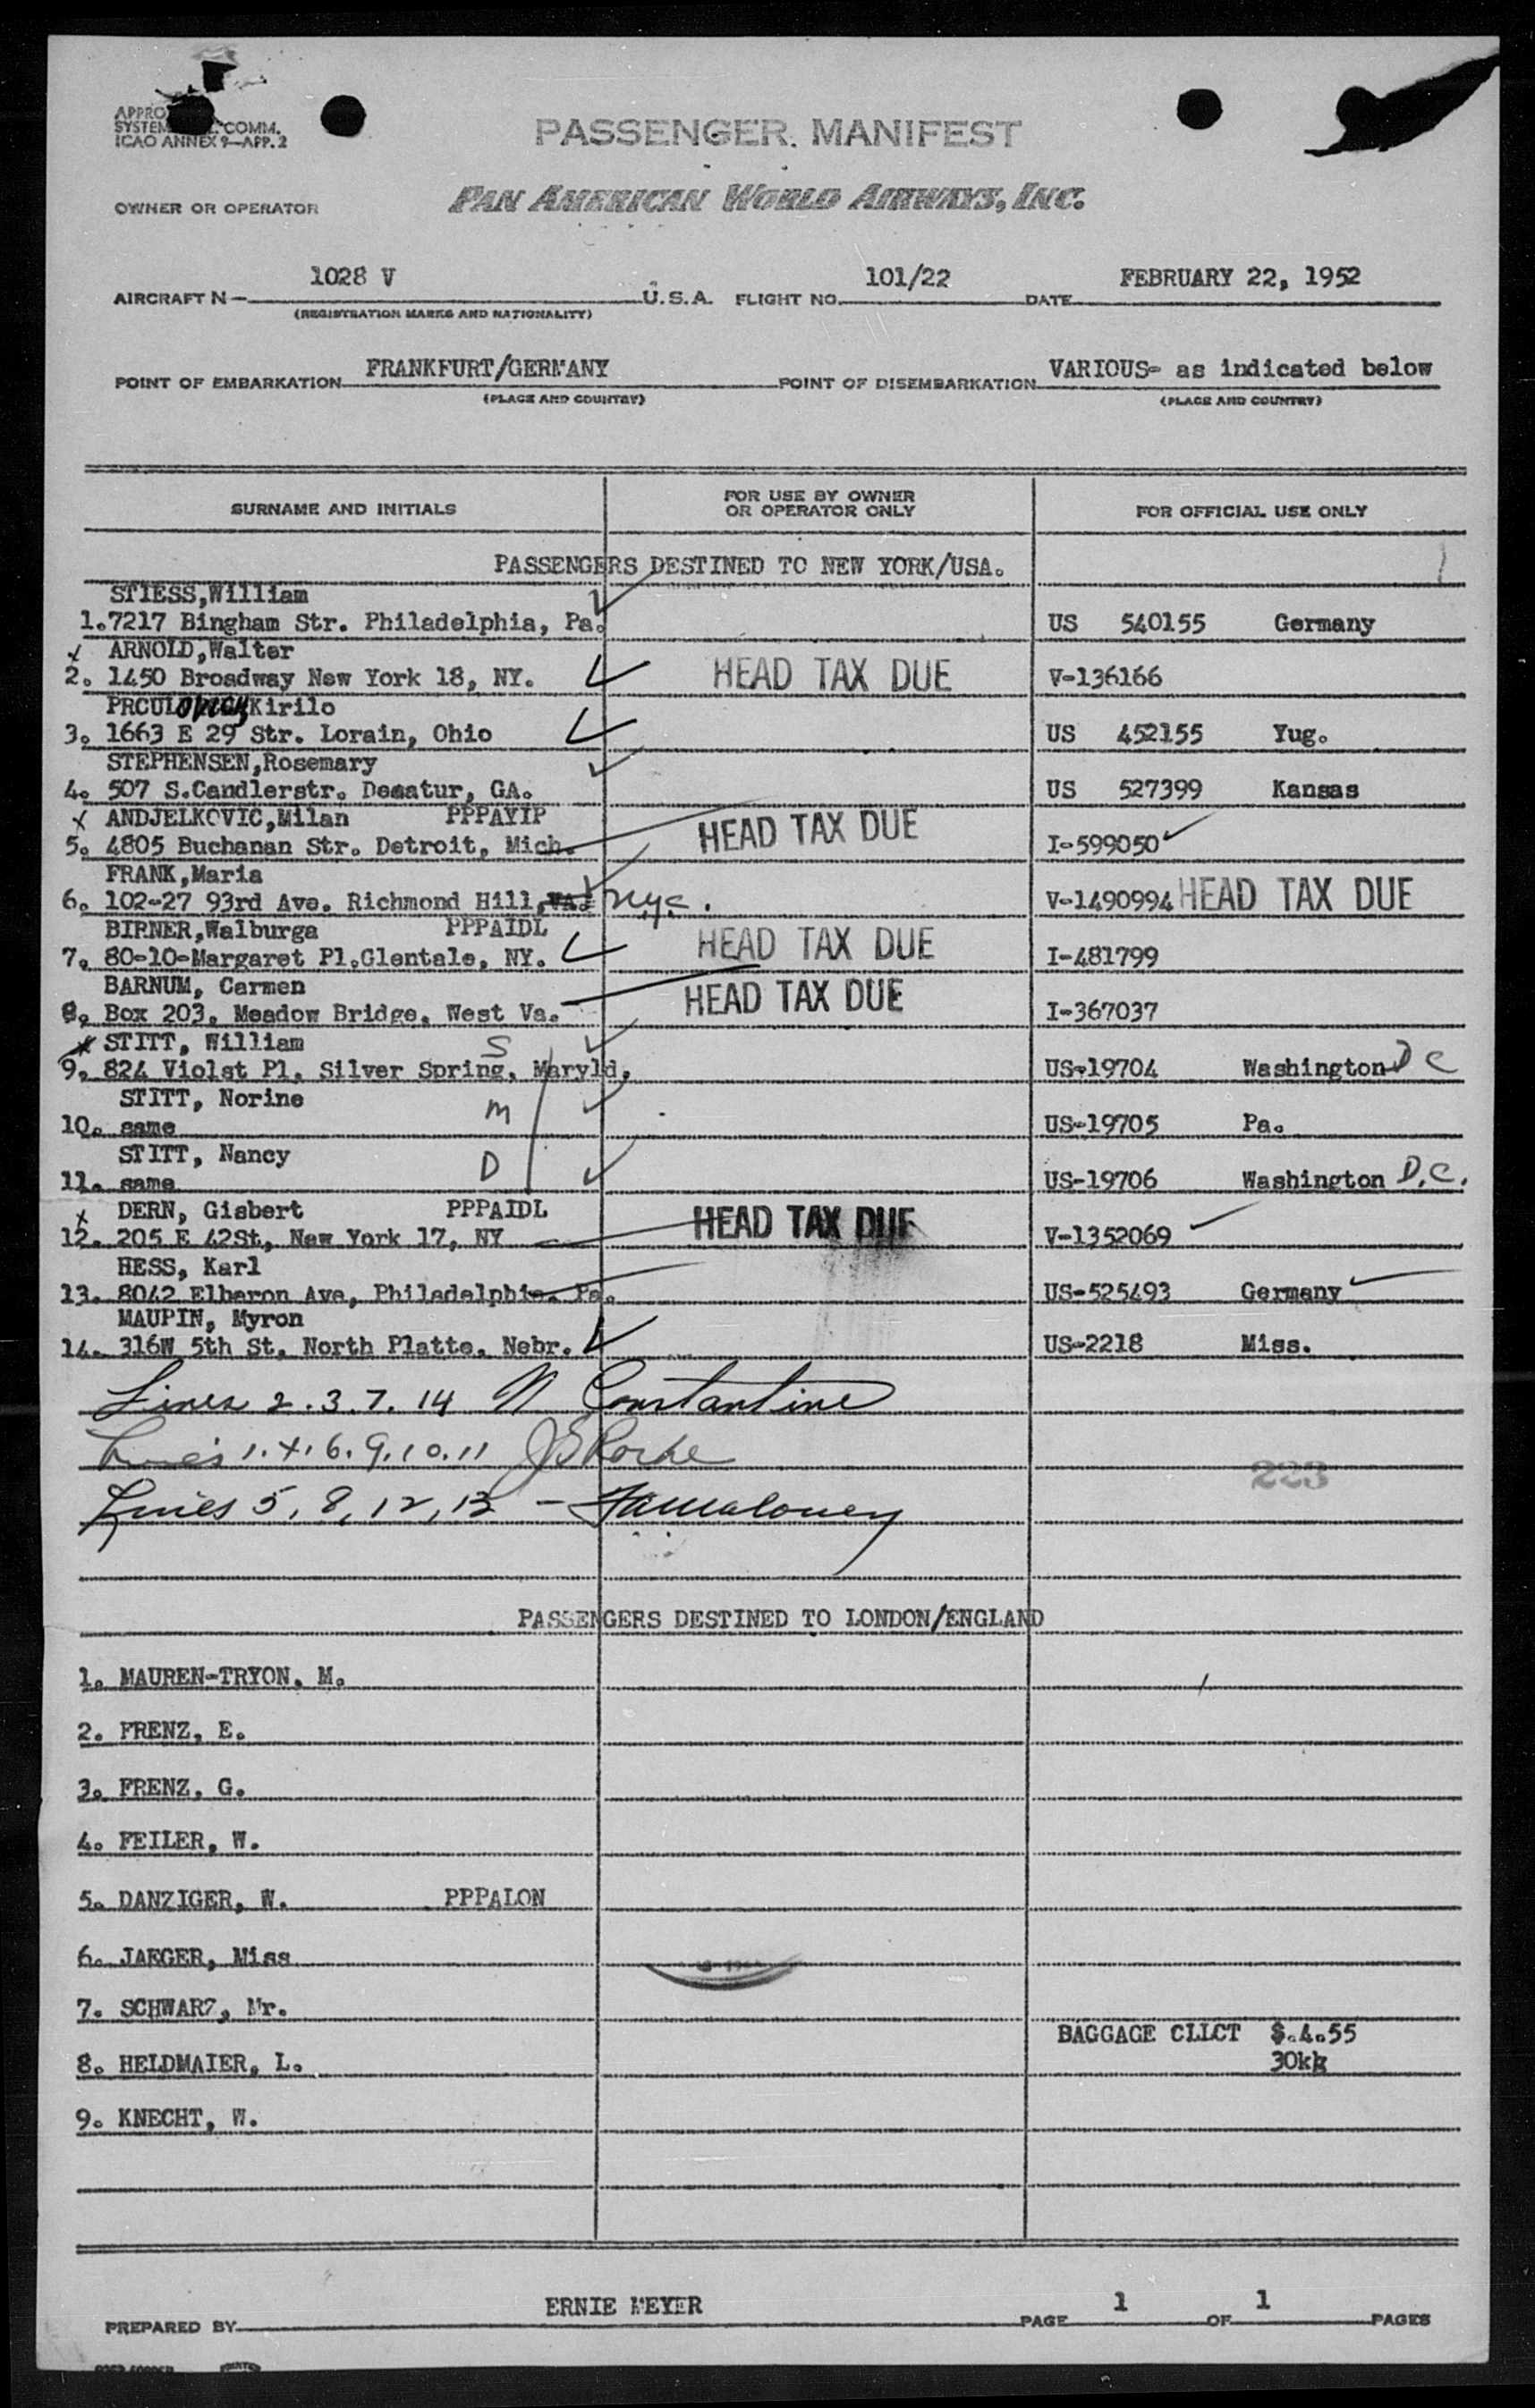 APPRO
SYSTEM COMM.
ICAO ANNEX 9—APP. 2
PASSENGER MANIFEST
OWNER OR OPERATOR PAN AMERICAN WORLD AIRWAYS, INC.
AIRCRAFT N— 1028 V U.S.A. FLIGHT NO. 101/22 DATE FEBRUARY 22, 1952
(REGISTRATION MARKS AND NATIONALITY)
POINT OF EMBARKATION FRANKFURT/GERMANY POINT OF DISEMBARKATION VARIOUS- as indicated below
(PLACE AND COUNTRY) (PLACE AND COUNTRY)
SURNAME AND INITIALS FOR USE BY OWNER OR OPERATOR ONLY FOR OFFICIAL USE ONLY
PASSENGERS DESTINED TO NEW YORK/USA.
STIESS,William
1.7217 Bingham Str. Philadelphia, Pa. US 540155 Germany
x ARNOLD,Walter
2. 1450 Broadway New York 18, NY. HEAD TAX DUE V-136166
PRCULOVICH,Kirilo
3. 1663 E 29 Str. Lorain, Ohio US 452155 Yug.
STEPHENSEN,Rosemary
4. 507 S.Candlerstr. Decatur, GA. US 527399 Kansas
x ANDJELKOVIC,Milan PPPAYIP
5. 4805 Buchanan Str. Detroit, Mich. HEAD TAX DUE I-599050
FRANK,Maria
6. 102-27 93rd Ave. Richmond Hill, VA. NYC. V-1490994 HEAD TAX DUE
BIRNER,Walburga PPPAIDL
7. 80-10-Margaret Pl.Glentale, NY. HEAD TAX DUE I-481799
BARNUM, Carmen
8. Box 203, Meadow Bridge, West Va. HEAD TAX DUE I-367037
x STITT, William S
9. 824 Violet Pl, Silver Spring, Maryld. US-19704 Washington D C
STITT, Norine m
10. same US-19705 Pa.
STITT, Nancy D
11. same US-19706 Washington D.C.
x DERN, Gisbert PPPAIDL
12. 205 E 42St, New York 17, NY HEAD TAX DUE V-1352069
HESS, Karl
13. 8042 Elberon Ave, Philadelphia, Pa. US-525493 Germany
MAUPIN, Myron
14. 316W 5th St, North Platte, Nebr. US-2218 Miss.
Lines 2. 3. 7. 14 N Constantine
Lines 1. 4. 6. 9. 10. 11 J S Rorke
Lines 5, 8, 12, 13 - Maloney
223
PASSENGERS DESTINED TO LONDON/ENGLAND
1. MAUREN-TRYON, M.
2. FRENZ, E.
3. FRENZ, G.
4. FEILER, W.
5. DANZIGER, W. PPPALON
6. JAEGER, Miss
7. SCHWARZ, Mr.
BAGGAGE CLLCT $.4.55
8. HELDMAIER, L. 30kg
9. KNECHT, W.
PREPARED BY ERNIE MEYER PAGE 1 OF 1 PAGES